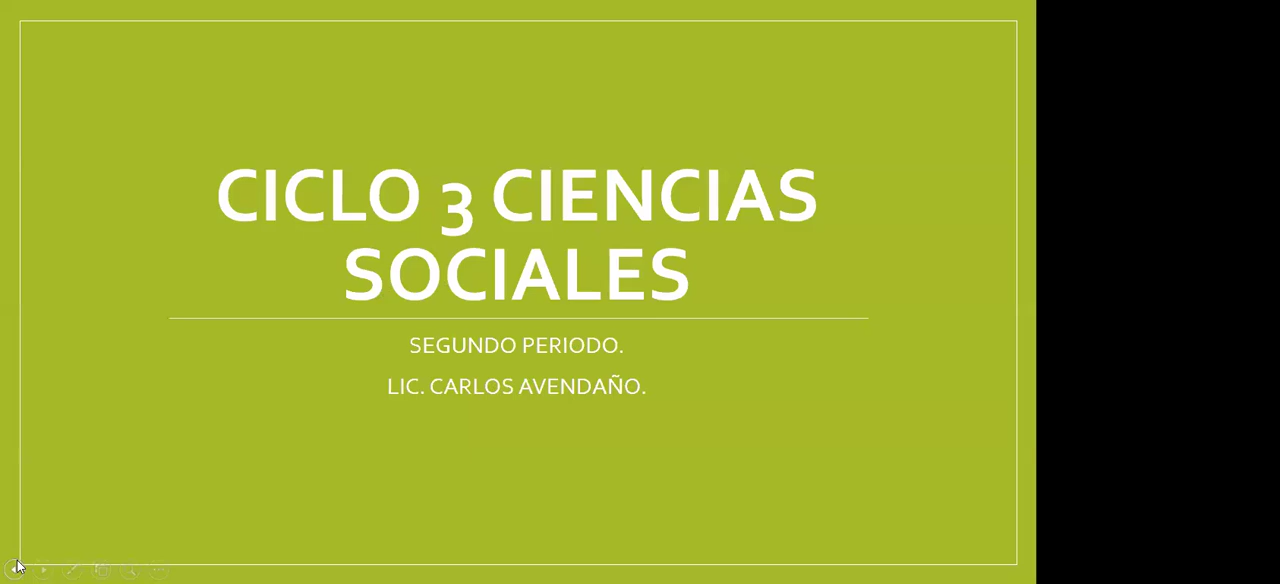 CICLO 3 CIENCIAS
SOCIALES
SEGUNDO PERIODO.
LIC. CARLOS AVENDAÑO.